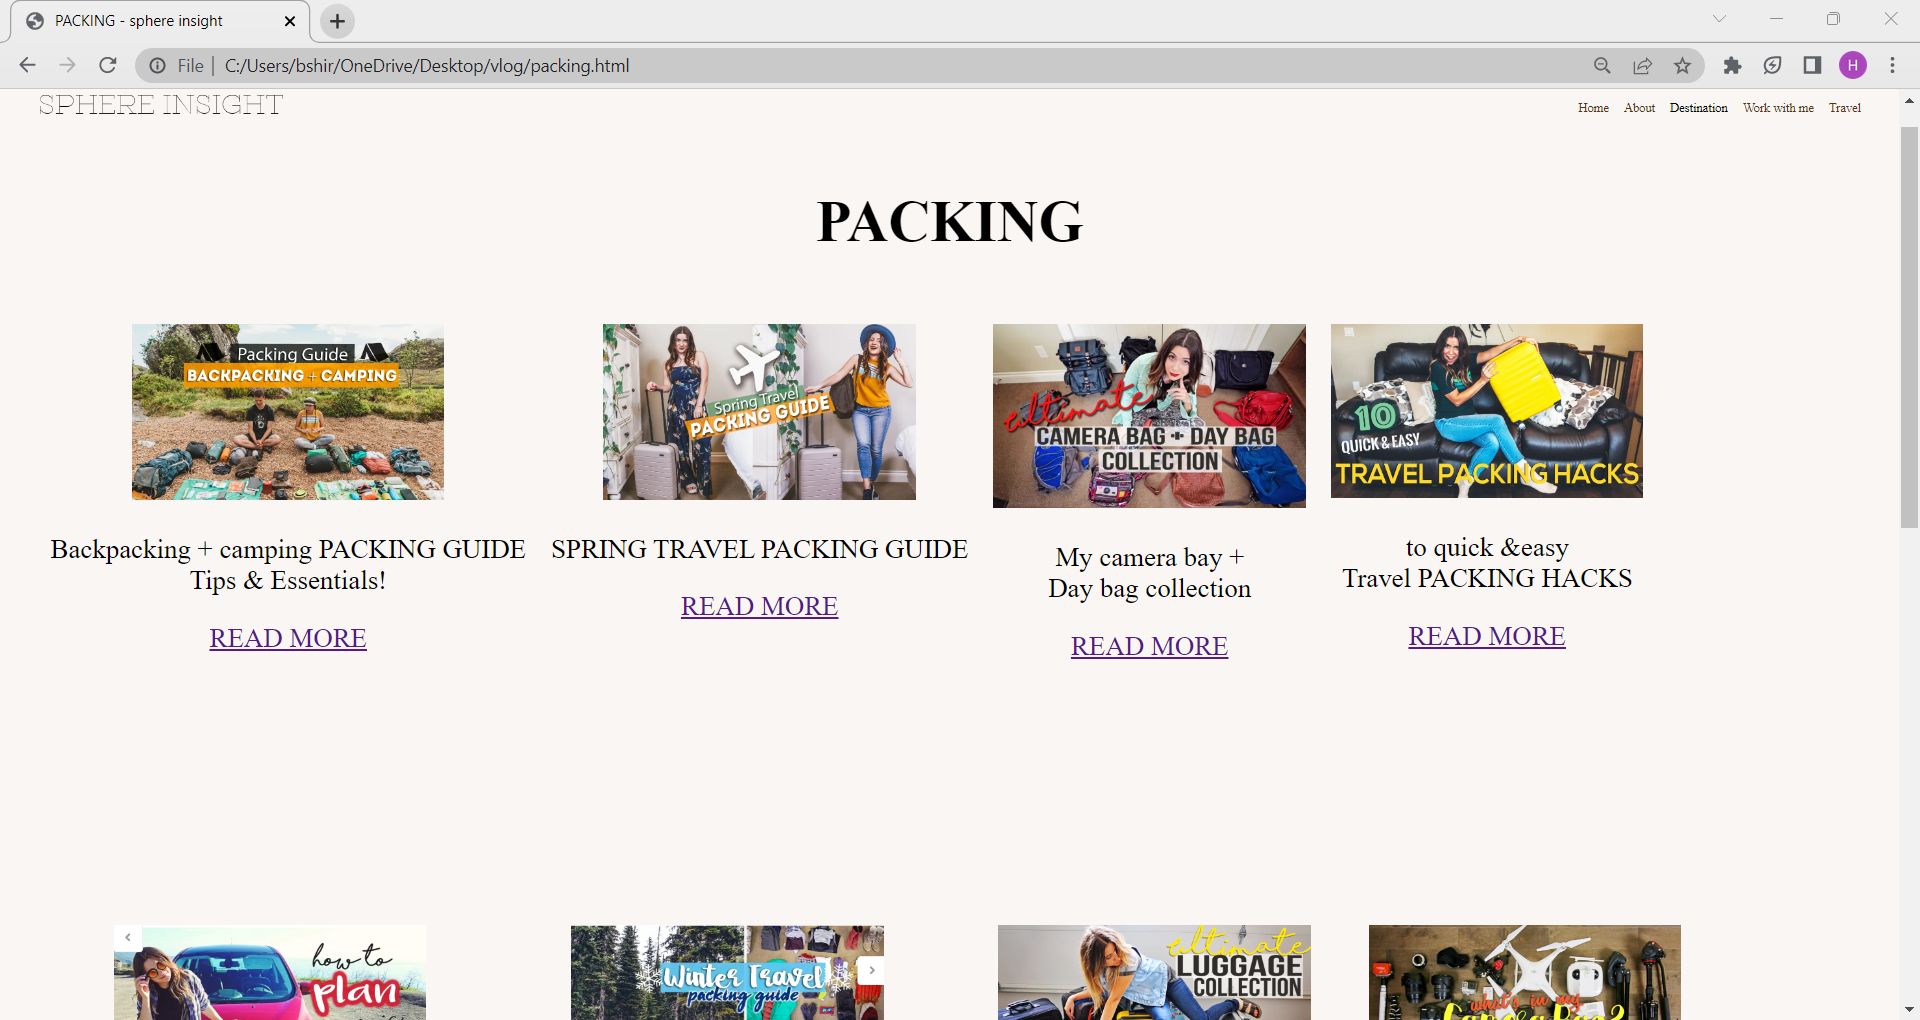 PACKING - sphere insight
File
C:/Users/bshir/OneDrive/Desktop/vlog/packing.html
H
SPHERE INSIGHT
Home About Destination Work with me Travel
PACKING
Packing Guide
BACKPACKING + CAMPING
Spring Travel
PACKING GUIDE
ultimate
CAMERA BAG + DAY BAG
COLLECTION
10
QUICK & EASY
TRAVEL PACKING HACKS
Backpacking + camping PACKING GUIDE
Tips & Essentials!
READ MORE
SPRING TRAVEL PACKING GUIDE
READ MORE
My camera bay +
Day bag collection
READ MORE
to quick &easy
Travel PACKING HACKS
READ MORE
how to
plan
Winter Travel
packing guide
ultimate
LUGGAGE
COLLECTION
what's in my
Camera Bag?